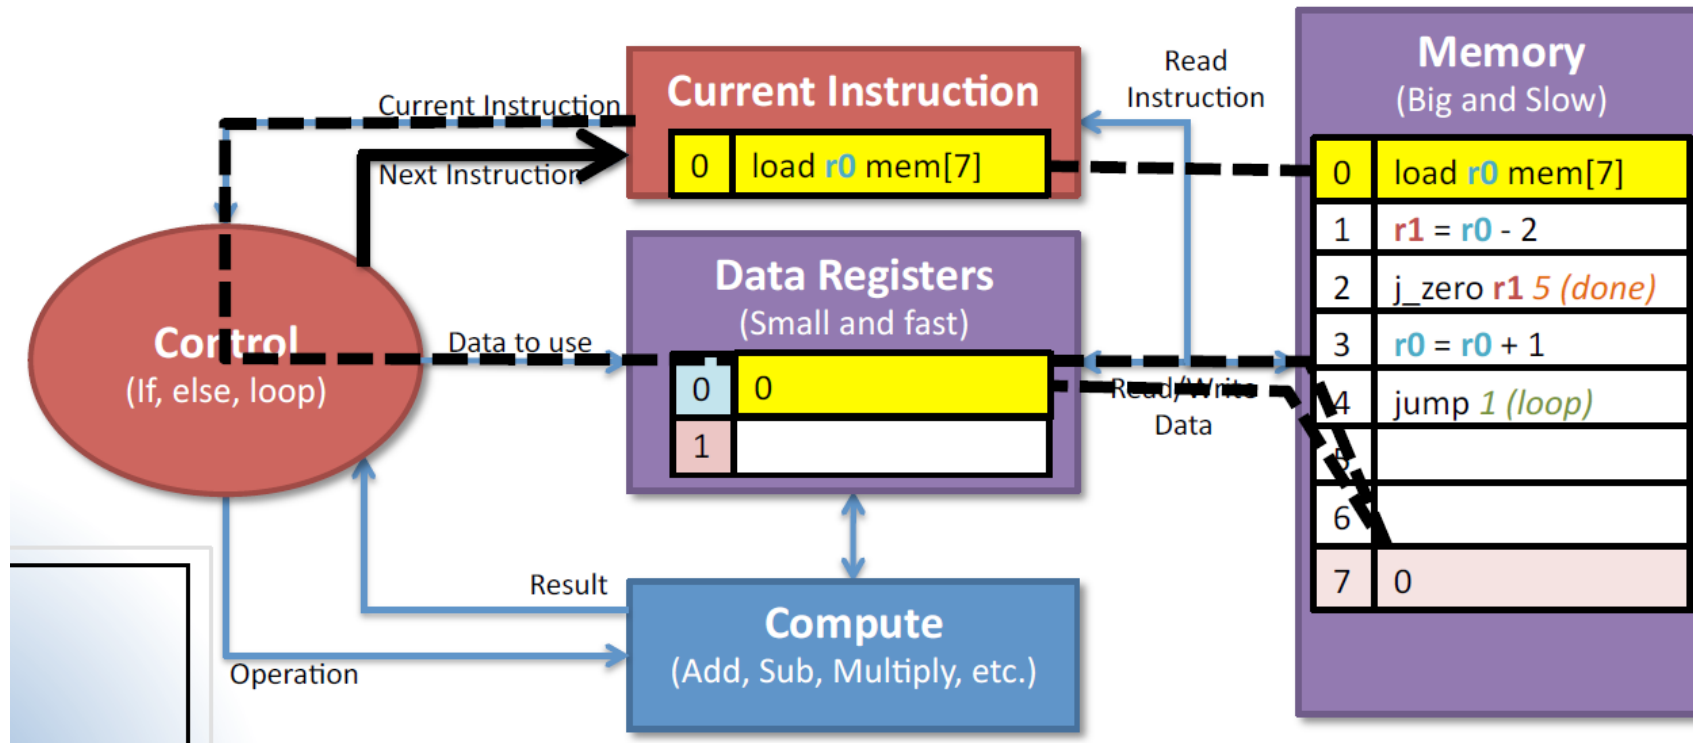 Current Instruction
Next Instruction
Control
(If, else, loop)
Operation
Result
Data to use
Current Instruction
0 load r0 mem[7]
Data Registers
(Small and fast)
0 0
1
Compute
(Add, Sub, Multiply, etc.)
Read
Instruction
Read/Write
Data
Memory
(Big and Slow)
0 load r0 mem[7]
1 r1 = r0 - 2
2 j_zero r1 5 (done)
3 r0 = r0 + 1
4 jump 1 (loop)
5
6
7 0